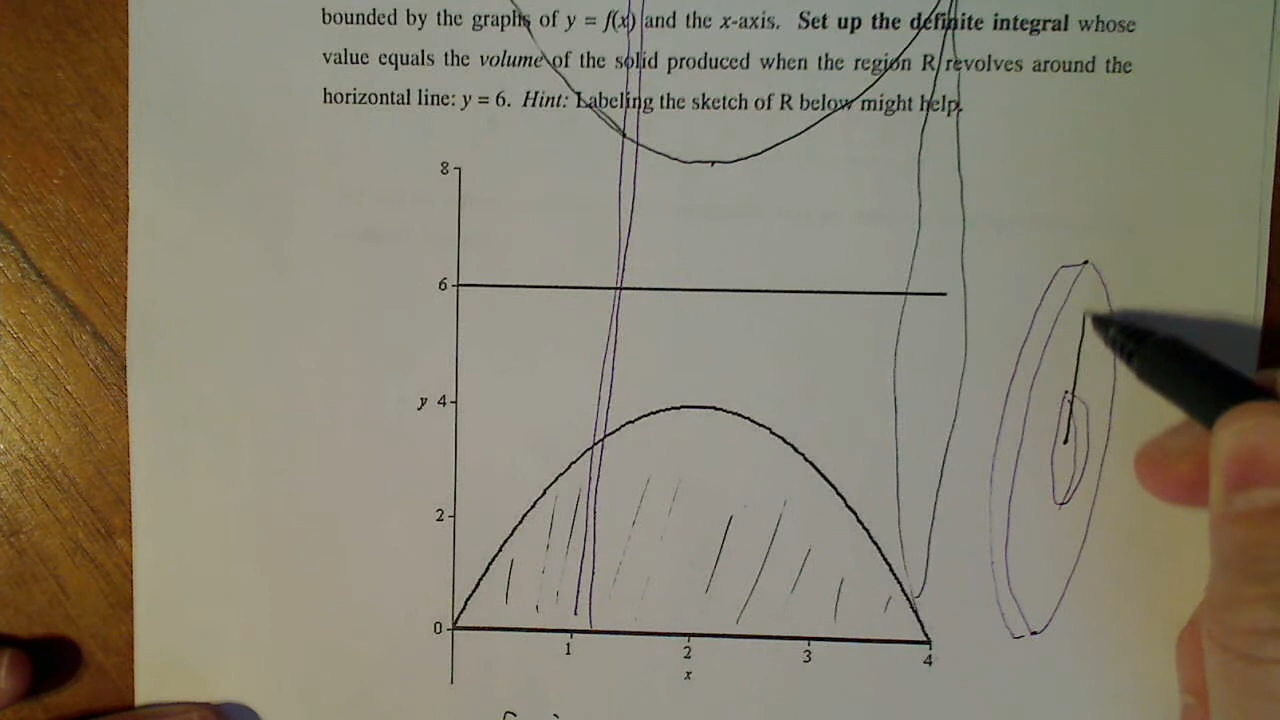 bounded by the graphs of y = f(x) and the x-axis. Set up the definite integral whose
value equals the volume of the solid produced when the region R revolves around the
horizontal line: y = 6. Hint: Labeling the sketch of R below might help.
8
6
y 4
2
0
1 2 3 4
x